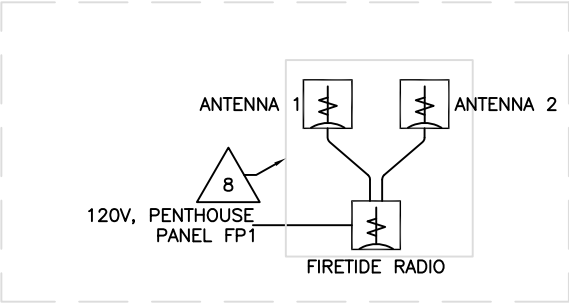 ANTENNA 1
ANTENNA 2
8
120V, PENTHOUSE
PANEL FP1
FIRETIDE RADIO